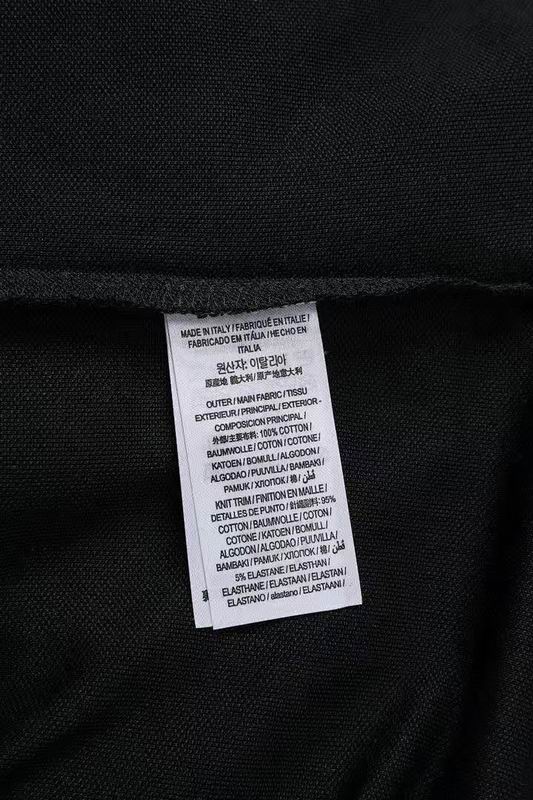 MADE IN ITALY / FABRIQUÉ EN ITALIE /
FABRICADO EM ITÁLIA / HECHO EN
ITALIA
원산지: 이탈리아
原産地 義大利 / 原产地意大利
OUTER / MAIN FABRIC / TISSU
EXTERIEUR / PRINCIPAL / EXTERIOR -
COMPOSICION PRINCIPAL /
外部/主要布料: 100% COTTON /
BAUMWOLLE / COTON / COTONE /
KATOEN / BOMULL / ALGODON /
ALGODAO / PUUVILLA / BAMBAKI /
PAMUK / ХЛОПОК / 棉 / قطن
KNIT TRIM / FINITION EN MAILLE /
DETALLES DE PUNTO / 針織副料: 95%
COTTON / BAUMWOLLE / COTON /
COTONE / KATOEN / BOMULL /
ALGODON / ALGODAO / PUUVILLA /
BAMBAKI / PAMUK / ХЛОПОК / 棉 / قطن
5% ELASTANE / ELASTHAN /
ELASTHANE / ELASTAAN / ELASTAN /
ELASTANO / elastano / ELASTAANI /